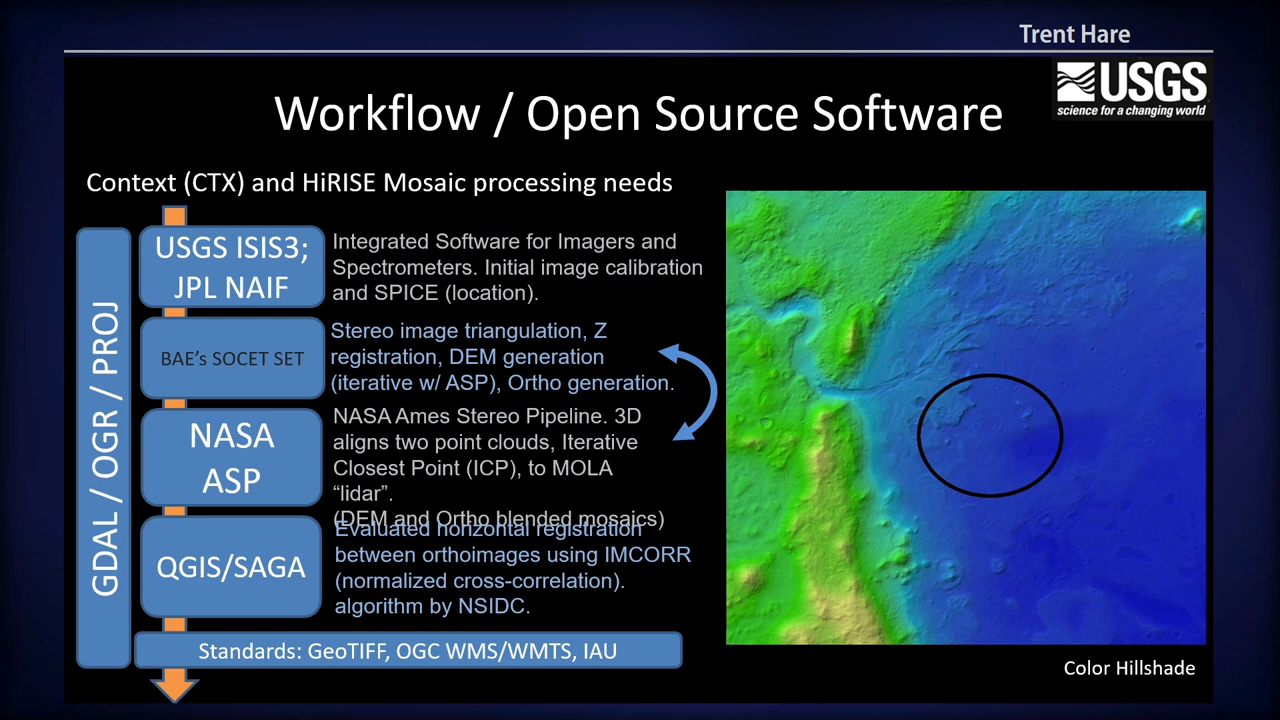 Trent Hare
USGS
science for a changing world
Workflow / Open Source Software
Context (CTX) and HiRISE Mosaic processing needs
GDAL / OGR / PROJ
USGS ISIS3;
JPL NAIF
Integrated Software for Imagers and
Spectrometers. Initial image calibration
and SPICE (location).
BAE's SOCET SET
Stereo image triangulation, Z
registration, DEM generation
(iterative w/ ASP), Ortho generation.
NASA
ASP
NASA Ames Stereo Pipeline. 3D
aligns two point clouds, Iterative
Closest Point (ICP), to MOLA
“lidar”.
(DEM and Ortho blended mosaics)
QGIS/SAGA
Evaluated horizontal registration
between orthoimages using IMCORR
(normalized cross-correlation).
algorithm by NSIDC.
Standards: GeoTIFF, OGC WMS/WMTS, IAU
Color Hillshade